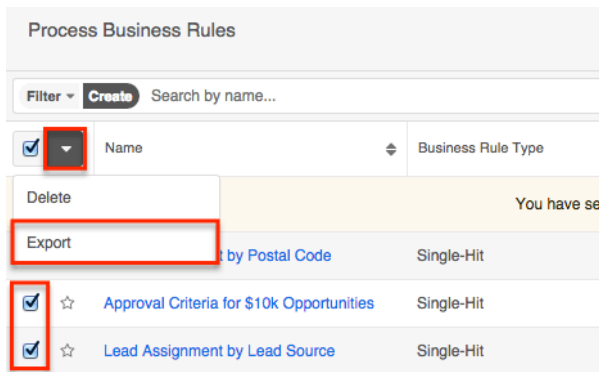 Process Business Rules
Filter Create Search by name...
Name Business Rule Type
Delete
You have se
Export
by Postal Code Single-Hit
Approval Criteria for $10k Opportunities Single-Hit
Lead Assignment by Lead Source Single-Hit